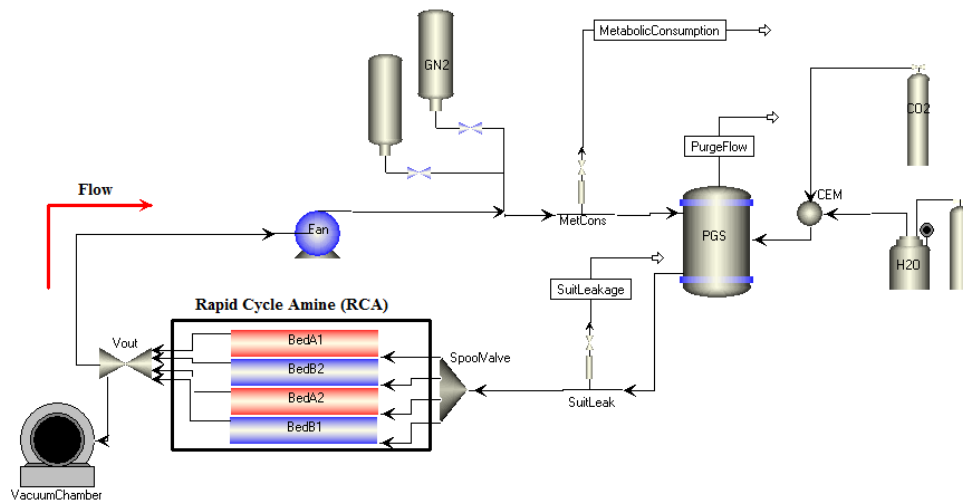 MetabolicConsumption
GN2
CO2
PurgeFlow
Flow
CEM
Fan
MetCons
PGS
H2O
SuitLeakage
Rapid Cycle Amine (RCA)
Vout
BedA1
SpoolValve
BedB2
BedA2
SuitLeak
BedB1
VacuumChamber